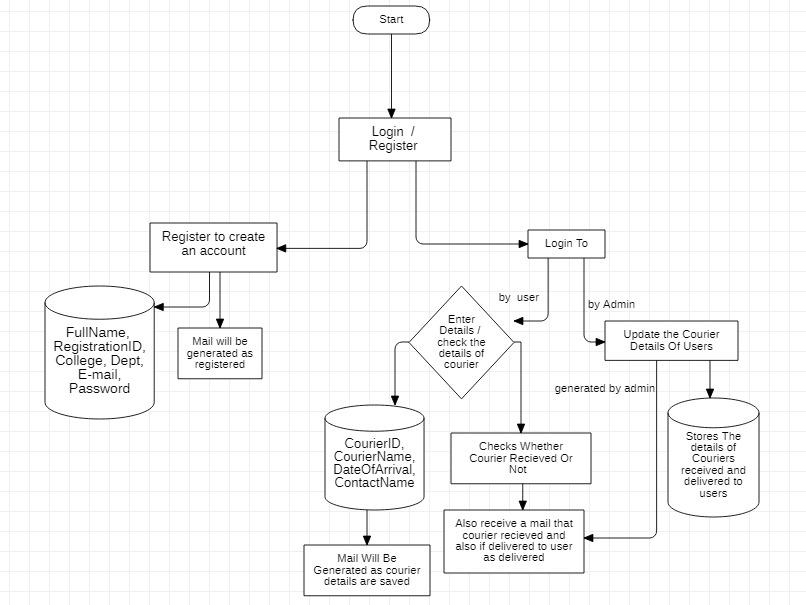 Start
Login /
Register
Register to create
an account
Login To
by user
by Admin
FullName,
RegistrationID,
College, Dept,
E-mail,
Password
Mail will be
generated as
registered
Enter
Details /
check the
details of
courier
Update the Courier
Details Of Users
generated by admin
CourierID,
CourierName,
DateOfArrival,
ContactName
Checks Whether
Courier Recieved Or
Not
Stores The
details of
Couriers
received and
delivered to
users
Mail Will Be
Generated as courier
details are saved
Also receive a mail that
courier recieved and
also if delivered to user
as delivered